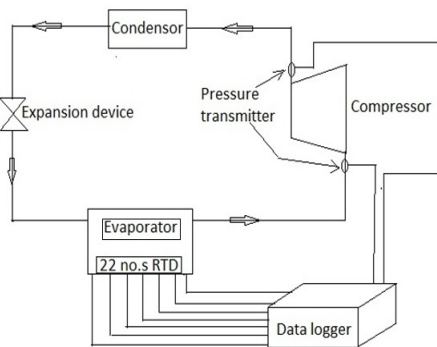 Condensor
Pressure
transmitter
Compressor
Expansion device
Evaporator
22 no.s RTD
Data logger